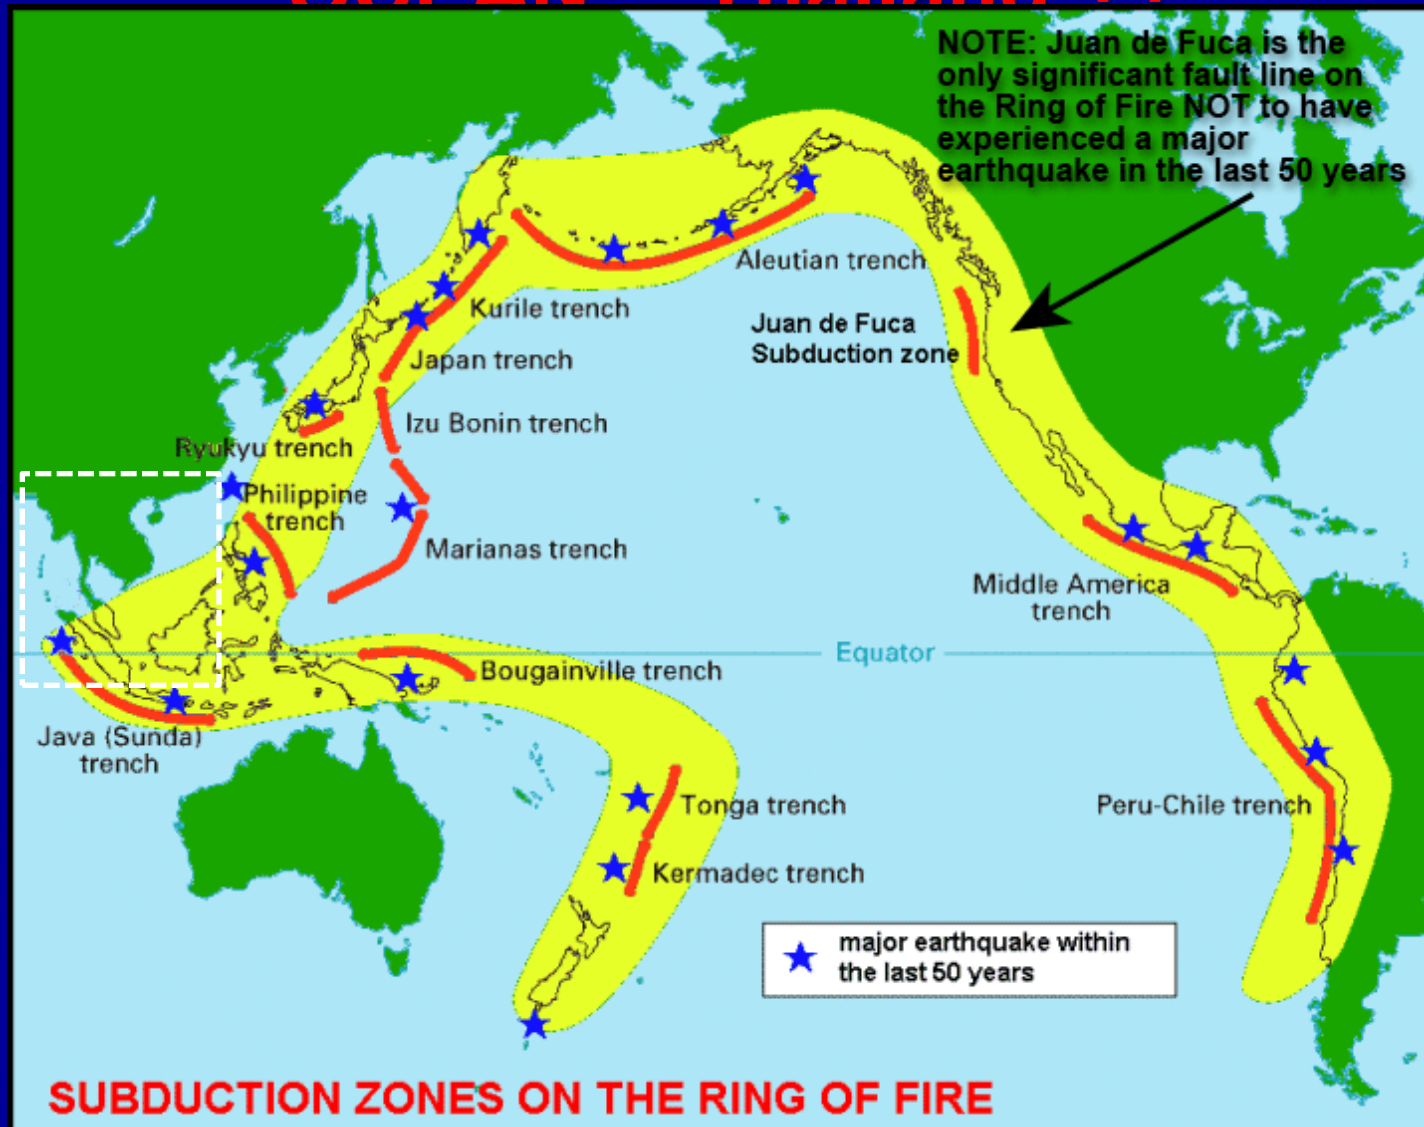 NOTE: Juan de Fuca is the
only significant fault line on
the Ring of Fire NOT to have
experienced a major
earthquake in the last 50 years
Aleutian trench
Kurile trench
Juan de Fuca
Subduction zone
Japan trench
Izu Bonin trench
Ryukyu trench
Philippine
trench
Marianas trench
Middle America
trench
Equator
Bougainville trench
Java (Sunda)
trench
Tonga trench
Peru-Chile trench
Kermadec trench
major earthquake within
the last 50 years
SUBDUCTION ZONES ON THE RING OF FIRE